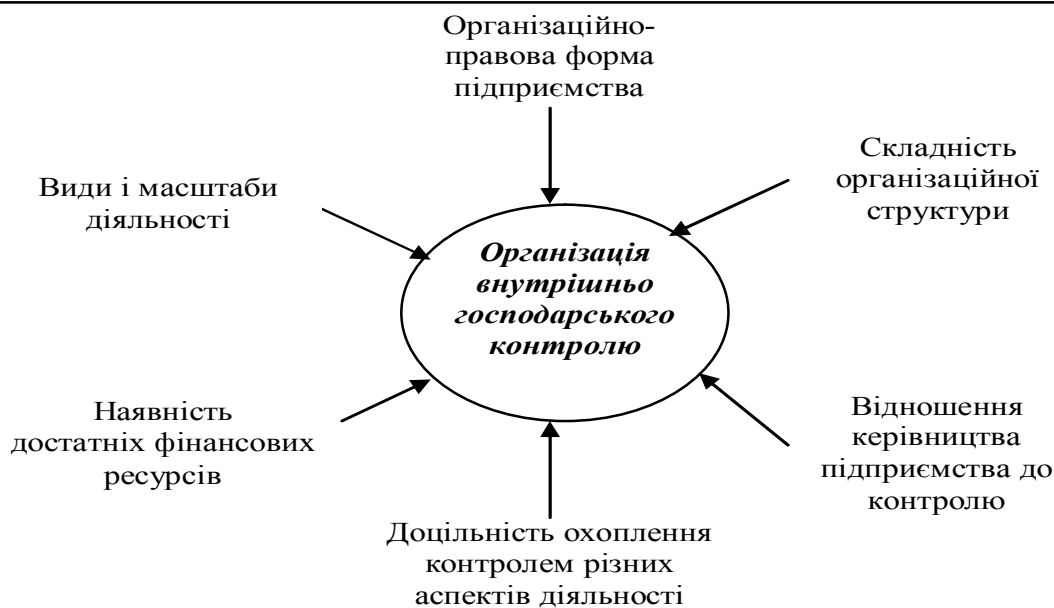 Організаційно-
правова форма
підприємства
Складність
організаційної
структури
Види і масштаби
діяльності
Організація
внутрішньо
господарського
контролю
Наявність
достатніх фінансових
ресурсів
Відношення
керівництва
підприємства до
контролю
Доцільність охоплення
контролем різних
аспектів діяльності